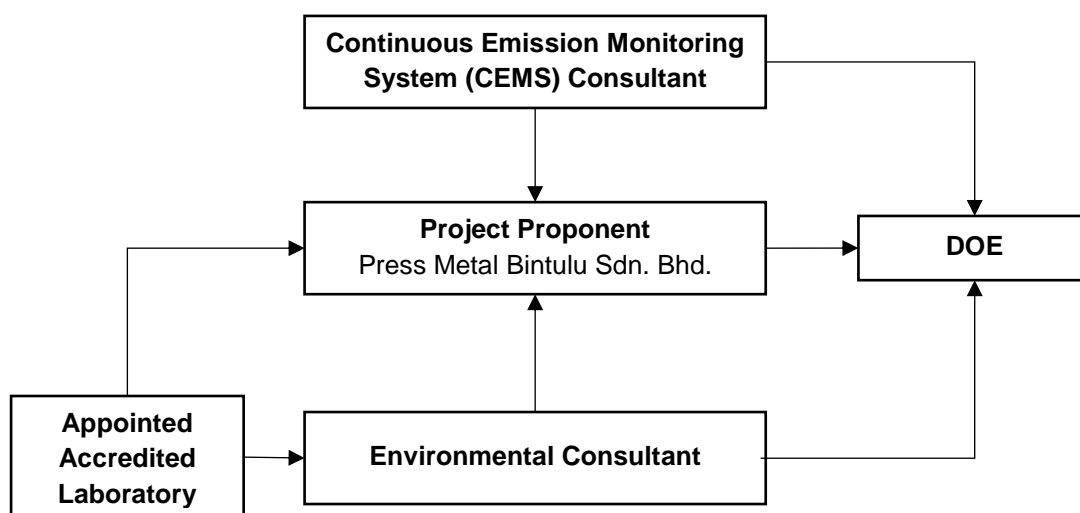 Continuous Emission Monitoring
System (CEMS) Consultant
Project Proponent
Press Metal Bintulu Sdn. Bhd.
DOE
Appointed
Accredited
Laboratory
Environmental Consultant